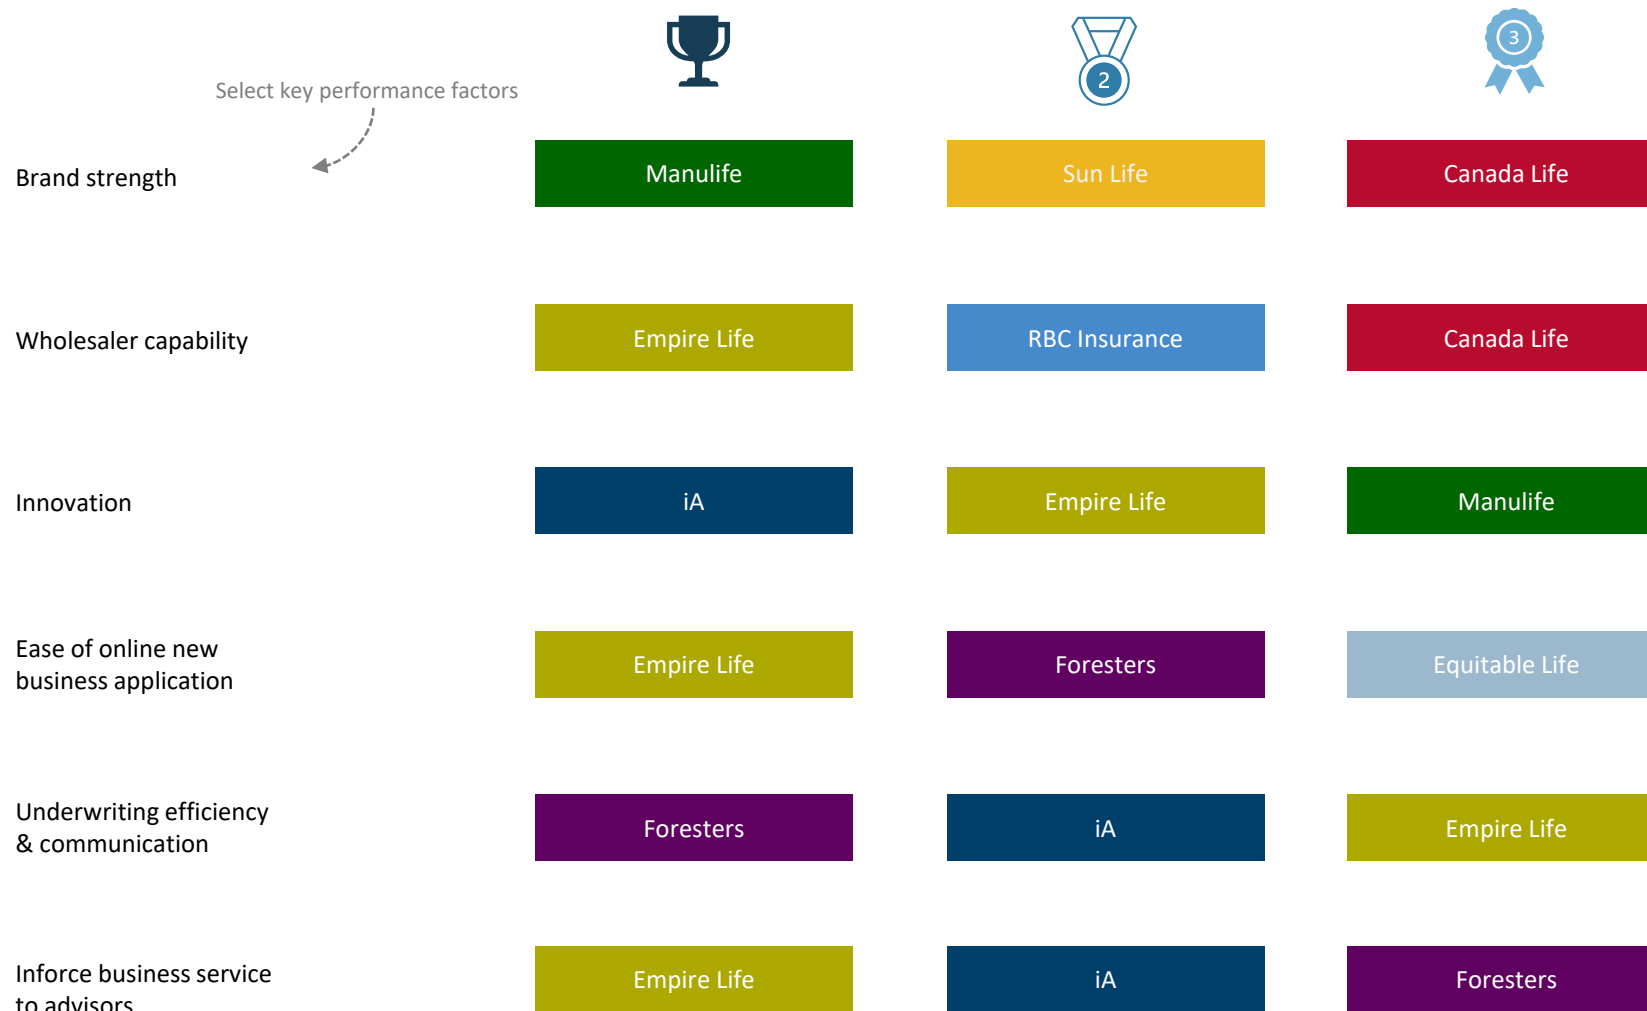 2
3
Select key performance factors
Brand strength
Manulife
Sun Life
Canada Life
Wholesaler capability
Empire Life
RBC Insurance
Canada Life
Innovation
iA
Empire Life
Manulife
Ease of online new
business application
Empire Life
Foresters
Equitable Life
Underwriting efficiency
& communication
Foresters
iA
Empire Life
Inforce business service
to advisors
Empire Life
iA
Foresters